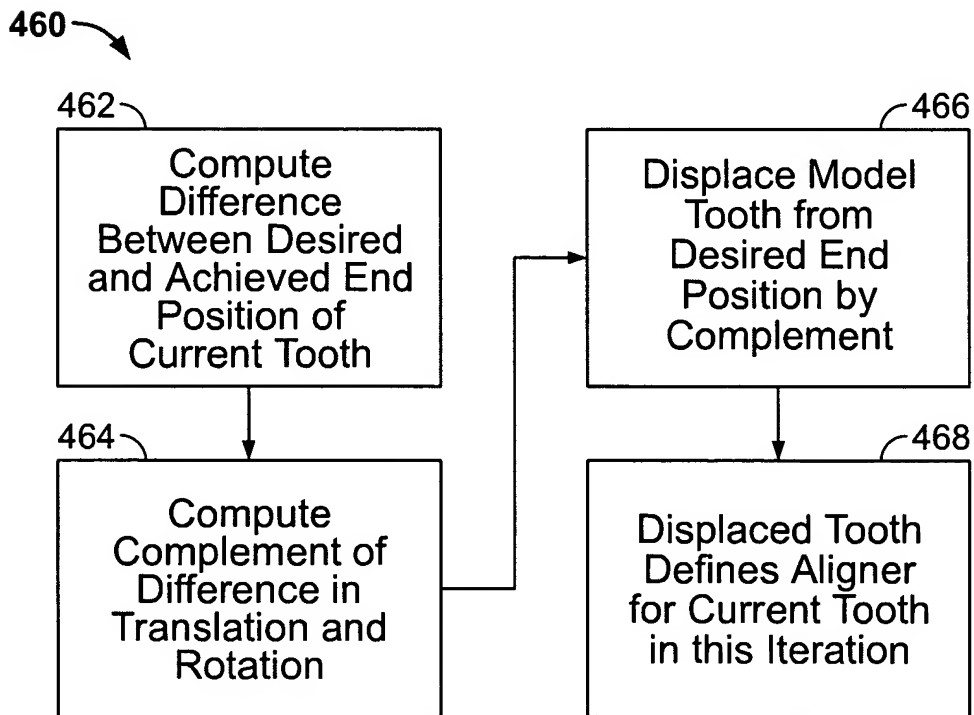 460
462
Compute
Difference
Between Desired
and Achieved End
Position of
Current Tooth
464
Compute
Complement of
Difference in
Translation and
Rotation
466
Displace Model
Tooth from
Desired End
Position by
Complement
468
Displaced Tooth
Defines Aligner
for Current Tooth
in this Iteration